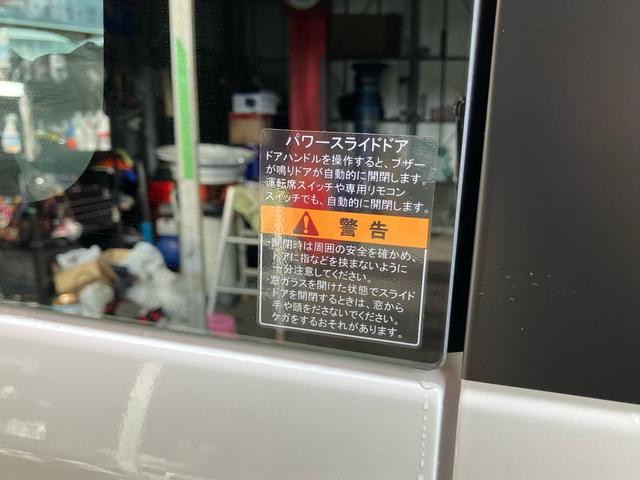 パワースライドドア
ドアハンドルを操作すると、ブザー
が鳴りドアが自動的に開閉します。
運転席スイッチや専用リモコン
スイッチでも、自動的に開閉します。
警告
開閉時は周囲の安全を確かめ、
ドアに指などを挟まないように
十分注意してください。
窓ガラスを開けた状態でスライド
ドアを開閉するときは、窓から
手や頭をださないでください。
ケガをするおそれがあります。